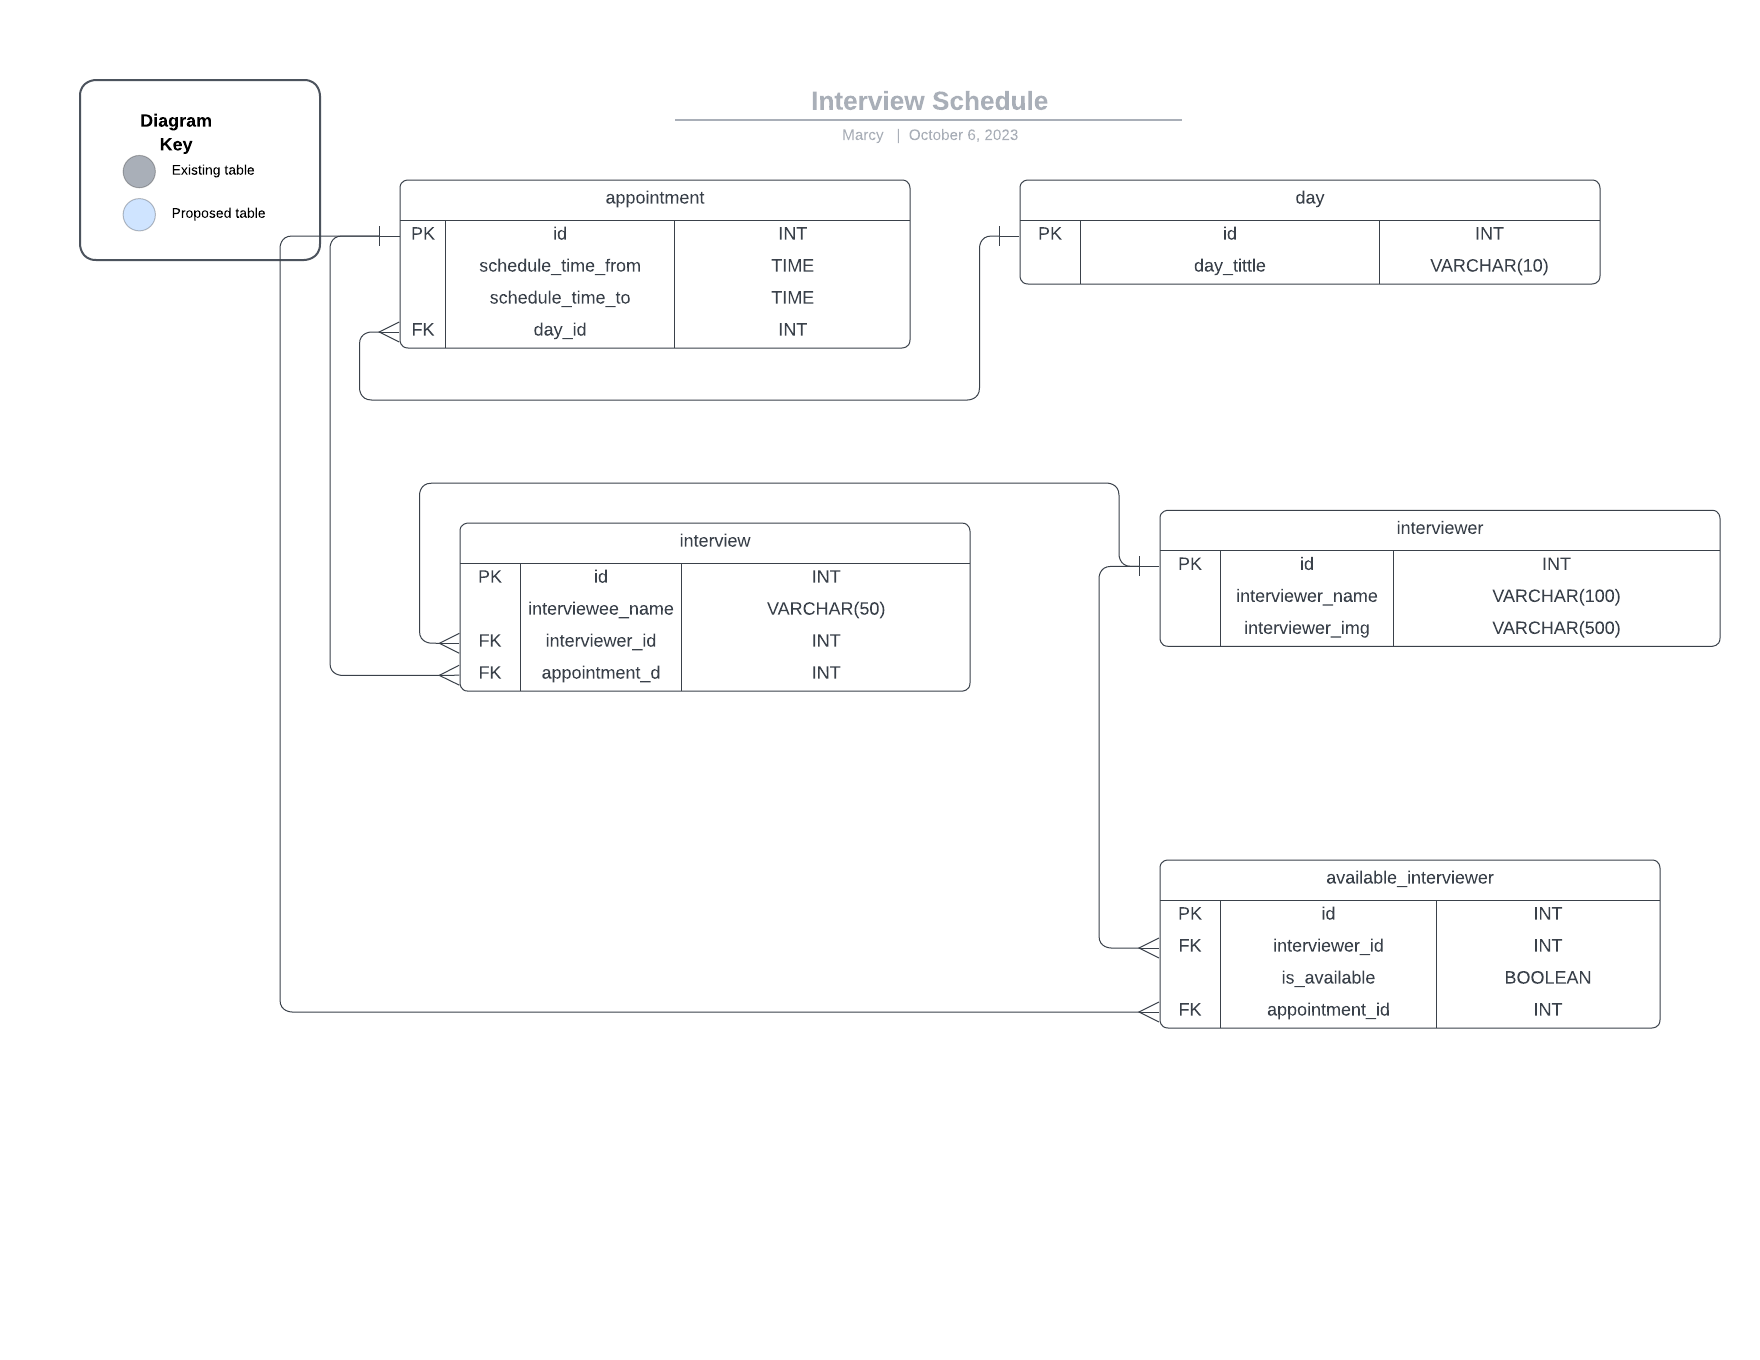 Diagram
Key
Existing table
Proposed table
Interview Schedule
Marcy | October 6, 2023
appointment
PK id INT
schedule_time_from TIME
schedule_time_to TIME
FK day_id INT
day
PK id INT
day_tittle VARCHAR(10)
interview
PK id INT
interviewee_name VARCHAR(50)
FK interviewer_id INT
FK appointment_d INT
interviewer
PK id INT
interviewer_name VARCHAR(100)
interviewer_img VARCHAR(500)
available_interviewer
PK id INT
FK interviewer_id INT
is_available BOOLEAN
FK appointment_id INT